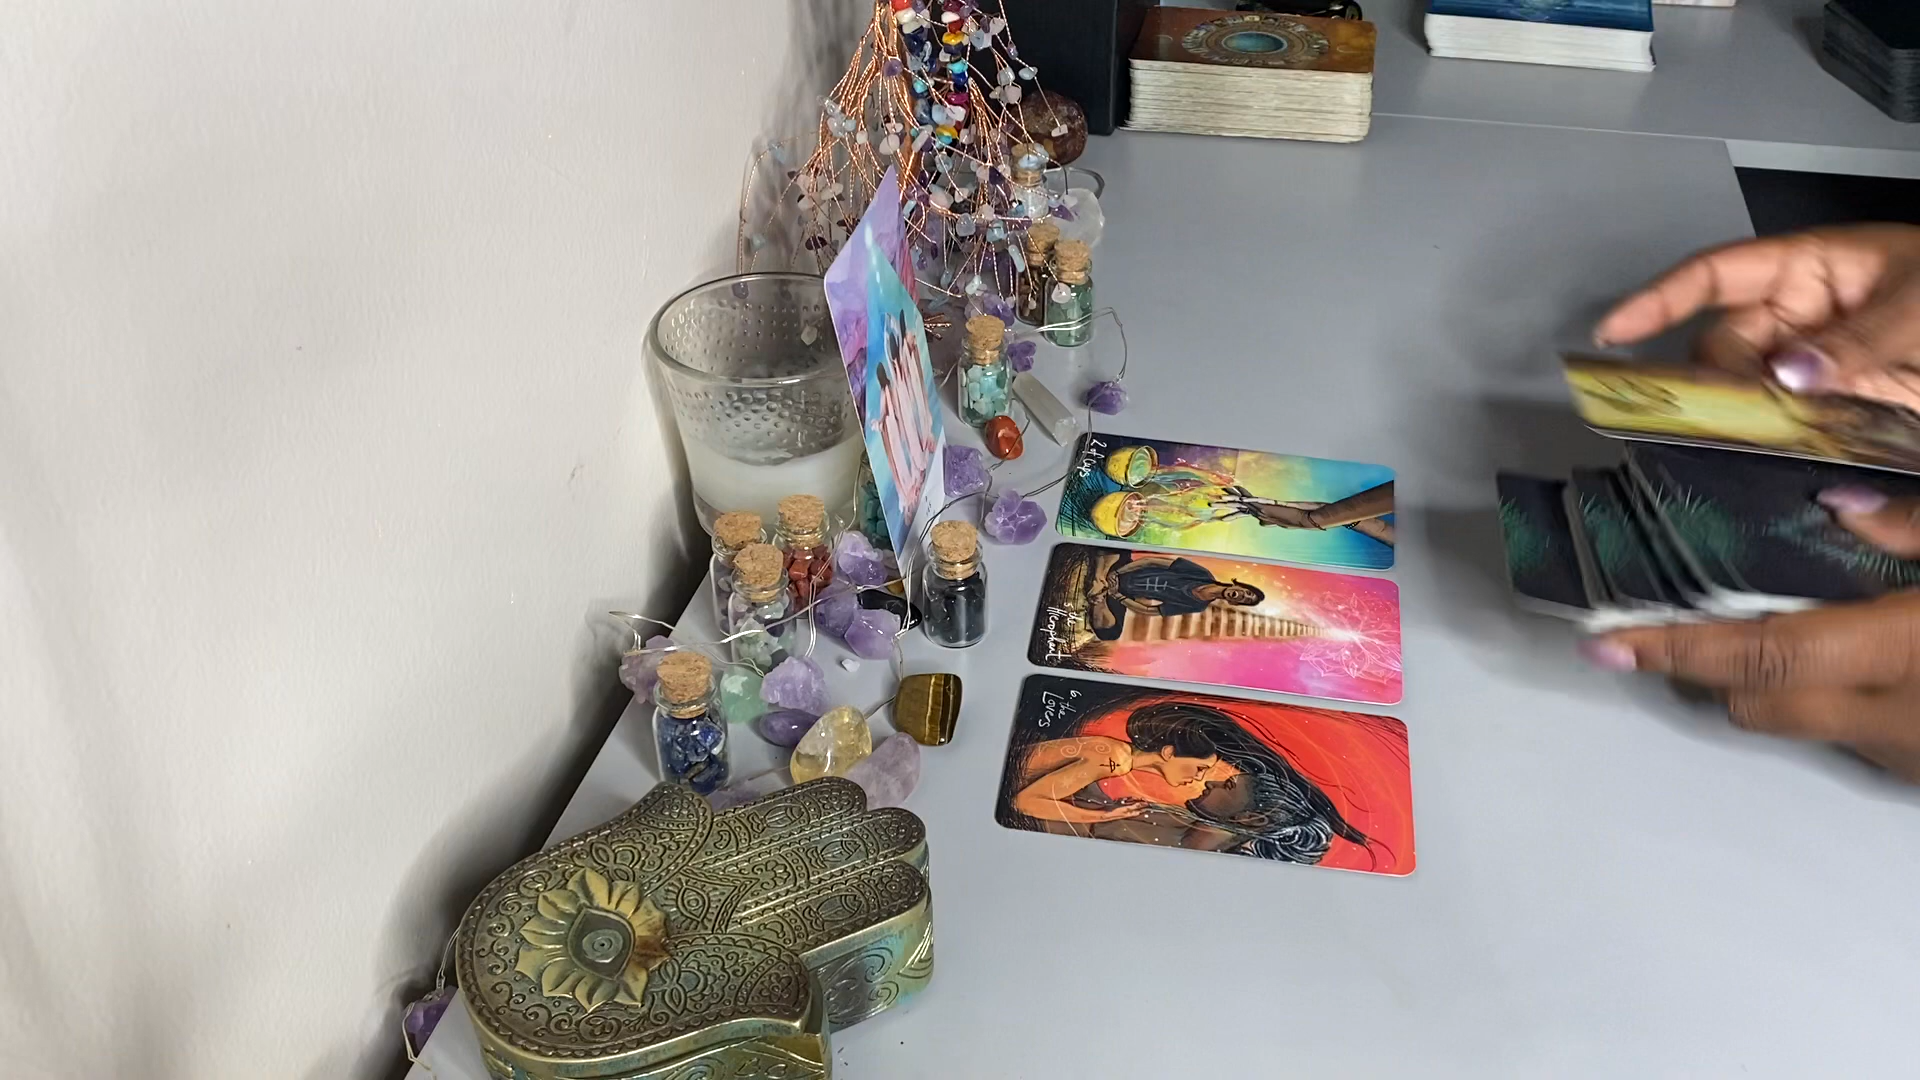 2 of Cups
5 the
Hierophant
6. the
Lovers